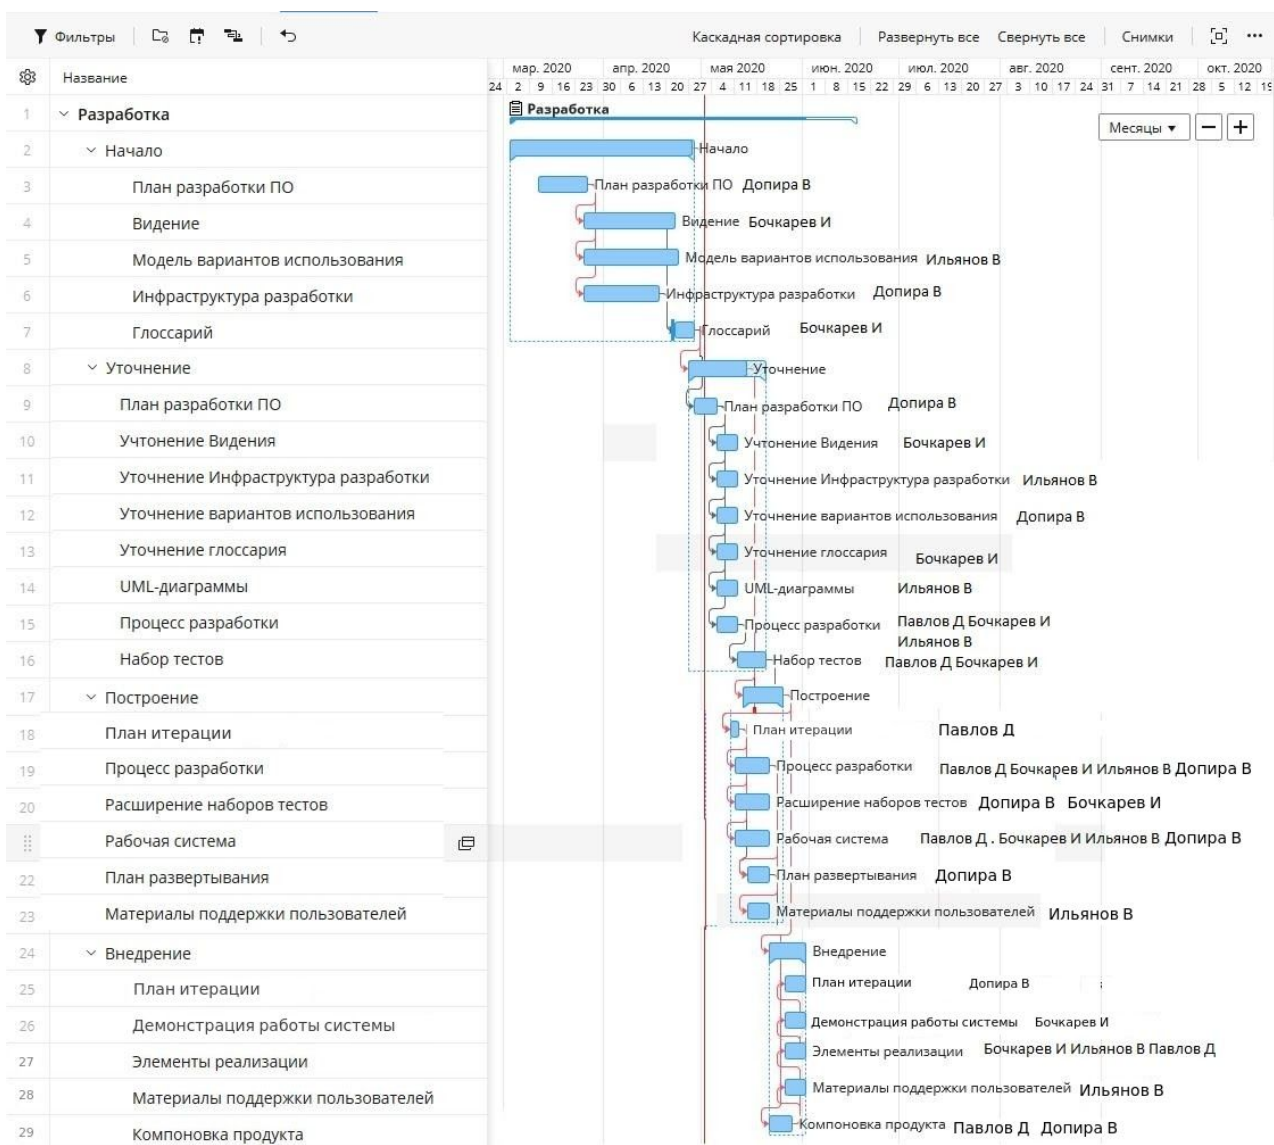 Фильтры
Каскадная сортировка Развернуть все Свернуть все Снимки
Название
мар. 2020 апр. 2020 мая 2020 июн. 2020 июл. 2020 авг. 2020 сент. 2020 окт. 2020
24 2 9 16 23 30 6 13 20 27 4 11 18 25 1 8 15 22 29 6 13 20 27 3 10 17 24 31 7 14 21 28 5 12 19
1 Разработка Разработка
Месяцы
2 Начало Начало
3 План разработки ПО План разработки ПО Допира В
4 Видение Видение Бочкарев И
5 Модель вариантов использования Модель вариантов использования Ильянов В
6 Инфраструктура разработки Инфраструктура разработки Допира В
7 Глоссарий Глоссарий Бочкарев И
8 Уточнение Уточнение
9 План разработки ПО План разработки ПО Допира В
10 Учтонение Видения Учтонение Видения Бочкарев И
11 Уточнение Инфраструктура разработки Уточнение Инфраструктура разработки Ильянов В
12 Уточнение вариантов использования Уточнение вариантов использования Допира В
13 Уточнение глоссария Уточнение глоссария Бочкарев И
14 UML-диаграммы UML-диаграммы Ильянов В
15 Процесс разработки Процесс разработки Павлов Д Бочкарев И
Ильянов В
16 Набор тестов Набор тестов Павлов Д Бочкарев И
17 Построение Построение
18 План итерации План итерации Павлов Д
19 Процесс разработки Процесс разработки Павлов Д Бочкарев И Ильянов В Допира В
20 Расширение наборов тестов Расширение наборов тестов Допира В Бочкарев И
Рабочая система Рабочая система Павлов Д . Бочкарев И Ильянов В Допира В
22 План развертывания План развертывания Допира В
23 Материалы поддержки пользователей Материалы поддержки пользователей Ильянов В
24 Внедрение Внедрение
25 План итерации План итерации Допира В
26 Демонстрация работы системы Демонстрация работы системы Бочкарев И
27 Элементы реализации Элементы реализации Бочкарев И Ильянов В Павлов Д
28 Материалы поддержки пользователей Материалы поддержки пользователей Ильянов В
29 Компоновка продукта Компоновка продукта Павлов Д Допира В